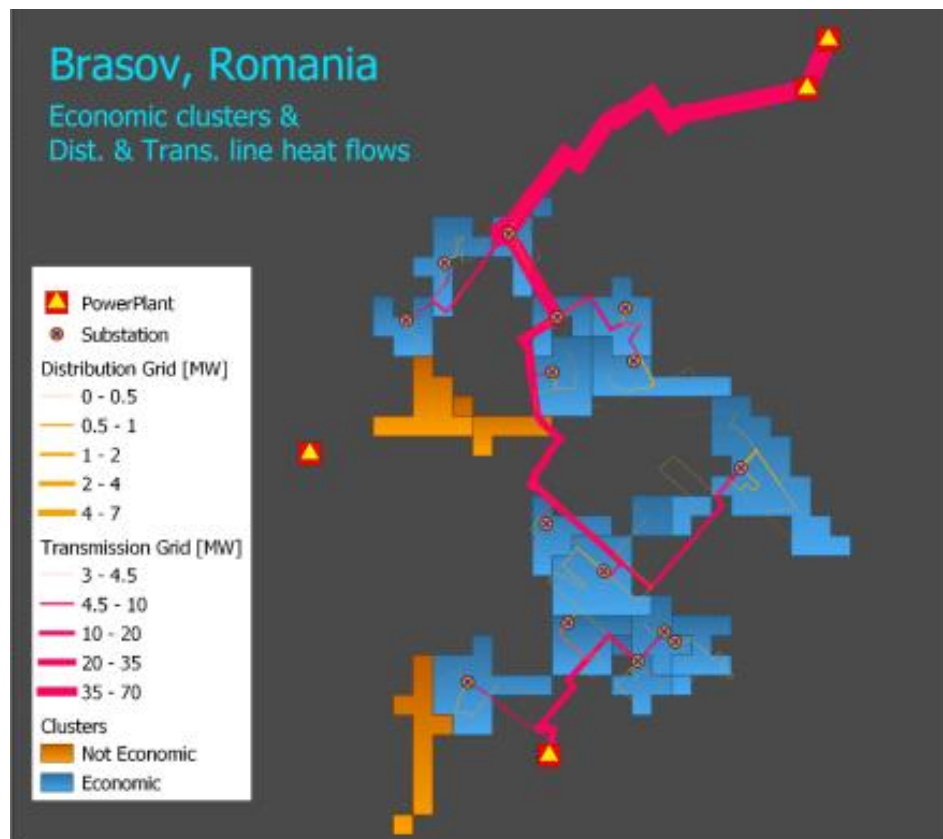 Brasov, Romania
Economic clusters &
Dist. & Trans. line heat flows
PowerPlant
Substation
Distribution Grid [MW]
0 - 0.5
0.5 - 1
1 - 2
2 - 4
4 - 7
Transmission Grid [MW]
3 - 4.5
4.5 - 10
10 - 20
20 - 35
35 - 70
Clusters
Not Economic
Economic